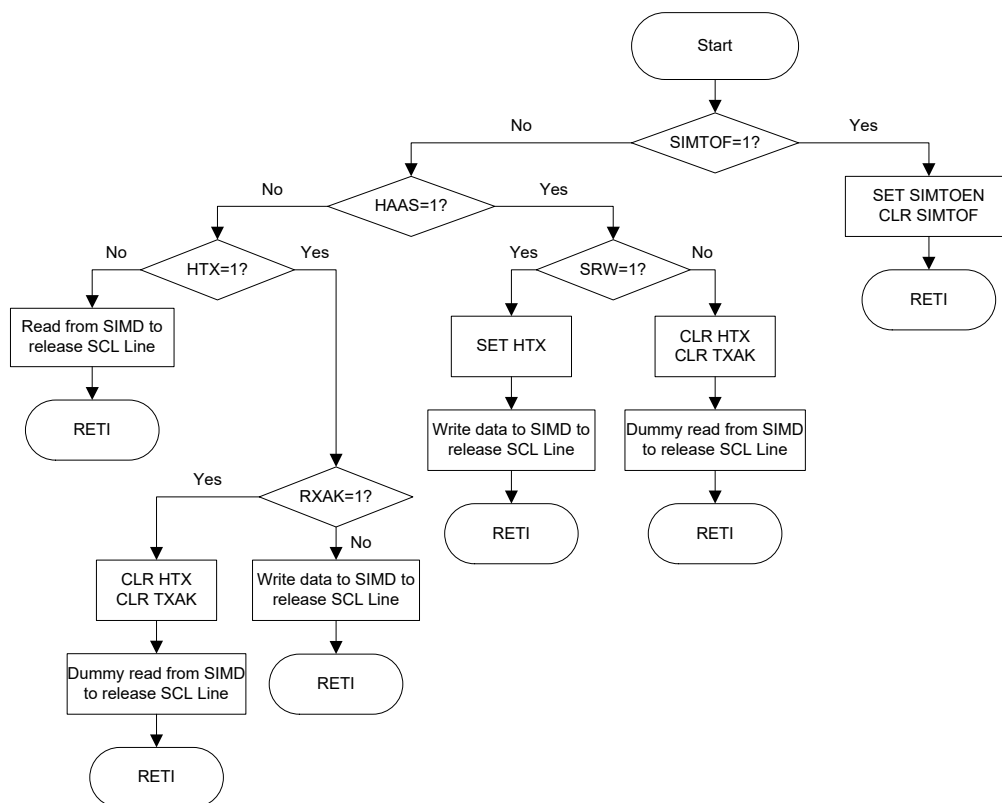 Start
No
SIMTOF=1?
Yes
No
HAAS=1?
Yes
SET SIMTOEN
CLR SIMTOF
No
HTX=1?
Yes
Yes
SRW=1?
No
RETI
Read from SIMD to
release SCL Line
SET HTX
CLR HTX
CLR TXAK
RETI
Write data to SIMD to
release SCL Line
Dummy read from SIMD
to release SCL Line
Yes
RXAK=1?
No
RETI
RETI
CLR HTX
CLR TXAK
Write data to SIMD to
release SCL Line
Dummy read from SIMD
to release SCL Line
RETI
RETI